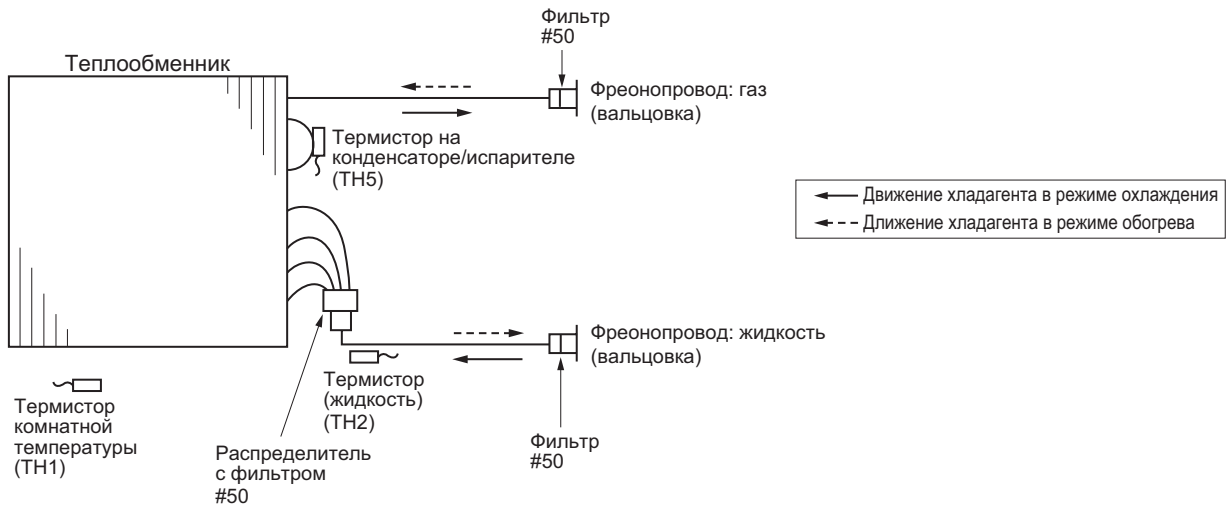 Фильтр
#50
Теплообменник
Фреонопровод: газ
(вальцовка)
Термистор на
конденсаторе/испарителе
(TH5)
Движение хладагента в режиме охлаждения
Длижение хладагента в режиме обогрева
Фреонопровод: жидкость
(вальцовка)
Термистор
(жидкость)
(TH2)
Термистор
комнатной
температуры
(TH1)
Распределитель
с фильтром
#50
Фильтр
#50